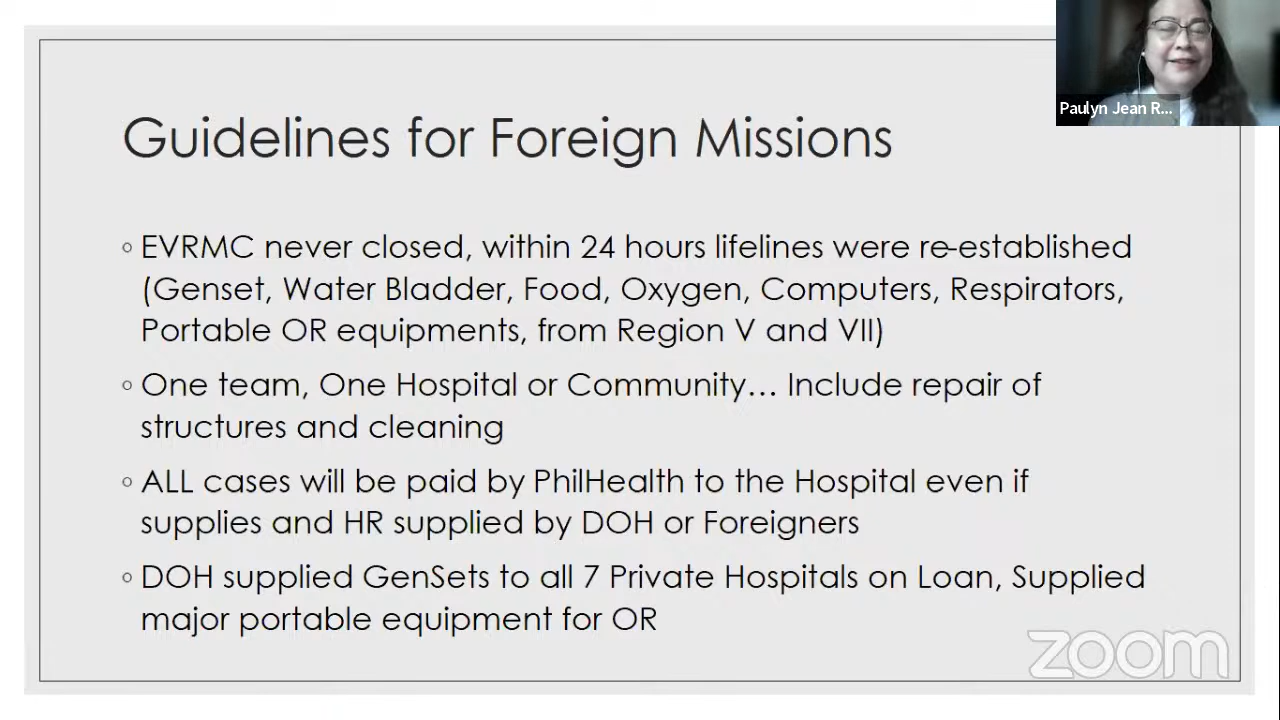 Paulyn Jean R...
Guidelines for Foreign Missions
◦ EVRMC never closed, within 24 hours lifelines were re-established
(Genset, Water Bladder, Food, Oxygen, Computers, Respirators,
Portable OR equipments, from Region V and VII)
◦ One team, One Hospital or Community… Include repair of
structures and cleaning
◦ ALL cases will be paid by PhilHealth to the Hospital even if
supplies and HR supplied by DOH or Foreigners
◦ DOH supplied GenSets to all 7 Private Hospitals on Loan, Supplied
major portable equipment for OR
zoom